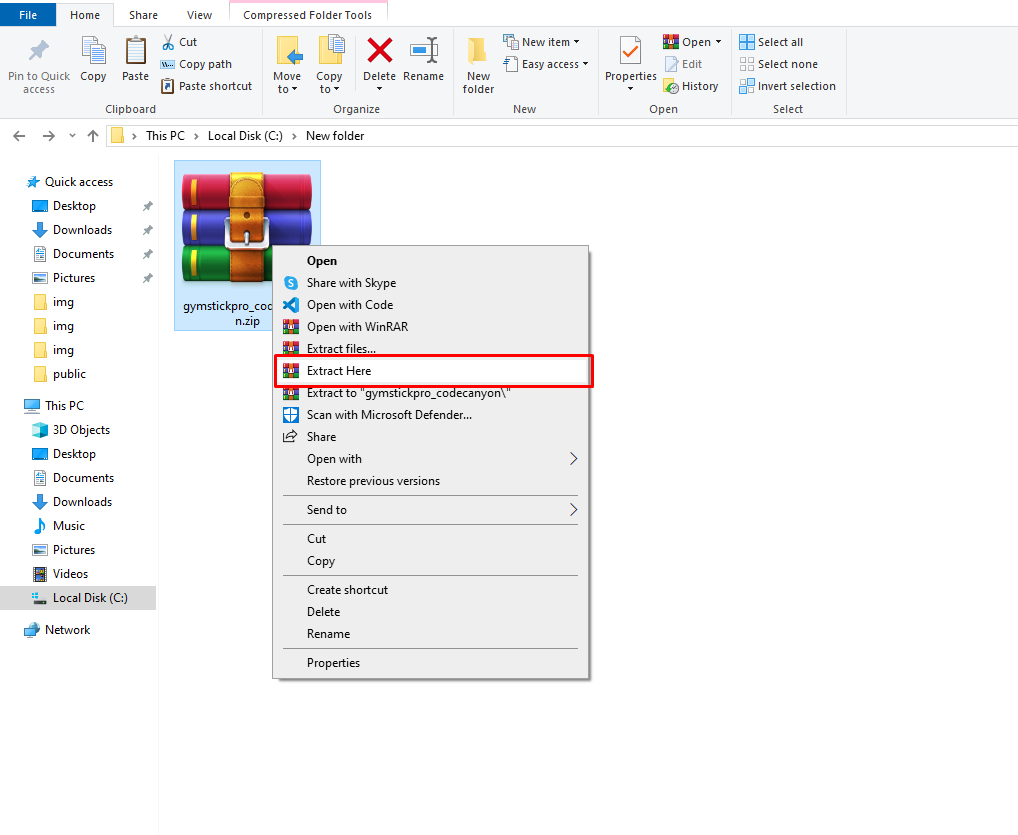 File Home Share View Compressed Folder Tools
Pin to Quick access
Copy
Paste
Cut
Copy path
Paste shortcut
Clipboard
Move to
Copy to
Delete
Rename
Organize
New folder
New item
Easy access
New
Properties
Open
Edit
History
Open
Select all
Select none
Invert selection
Select
This PC > Local Disk (C:) > New folder
Quick access
Desktop
Downloads
Documents
Pictures
img
img
img
public
This PC
3D Objects
Desktop
Documents
Downloads
Music
Pictures
Videos
Local Disk (C:)
Network
gymstickpro_cod
n.zip
Open
Share with Skype
Open with Code
Open with WinRAR
Extract files...
Extract Here
Extract to "gymstickpro_codecanyon\"
Scan with Microsoft Defender...
Share
Open with
Restore previous versions
Send to
Cut
Copy
Create shortcut
Delete
Rename
Properties